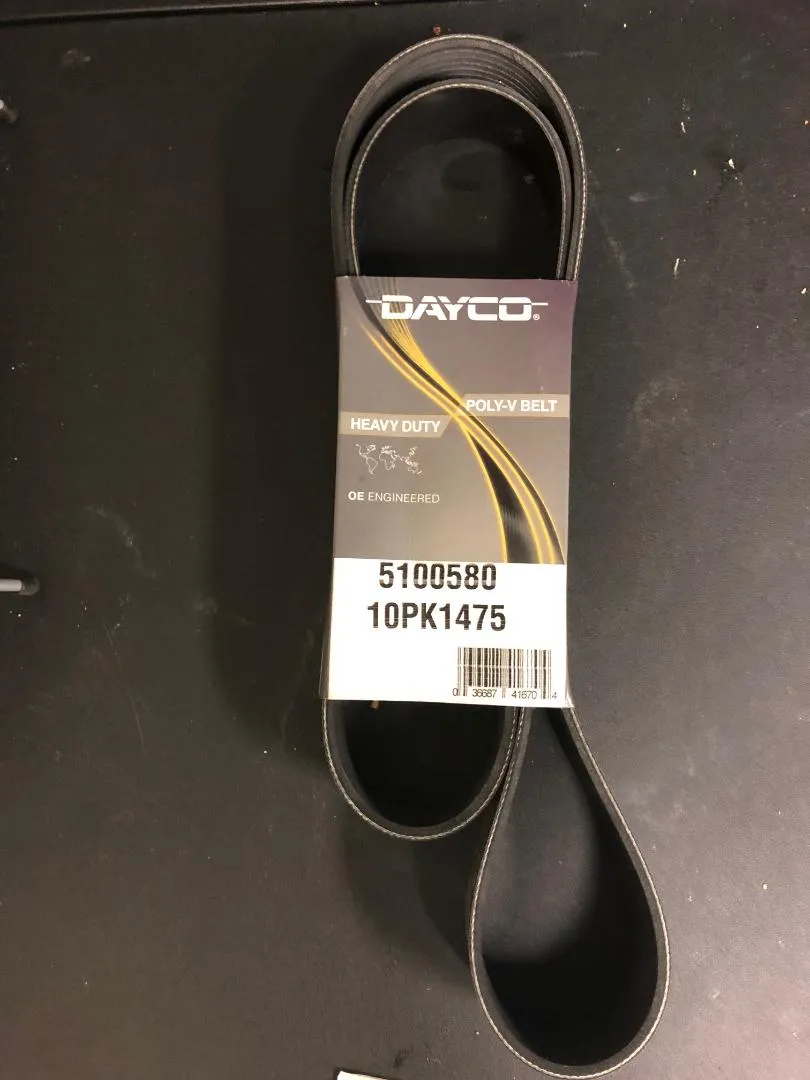 DAYCO®
POLY-V BELT
HEAVY DUTY
OE ENGINEERED
5100580
10PK1475
0 36687 41670 4